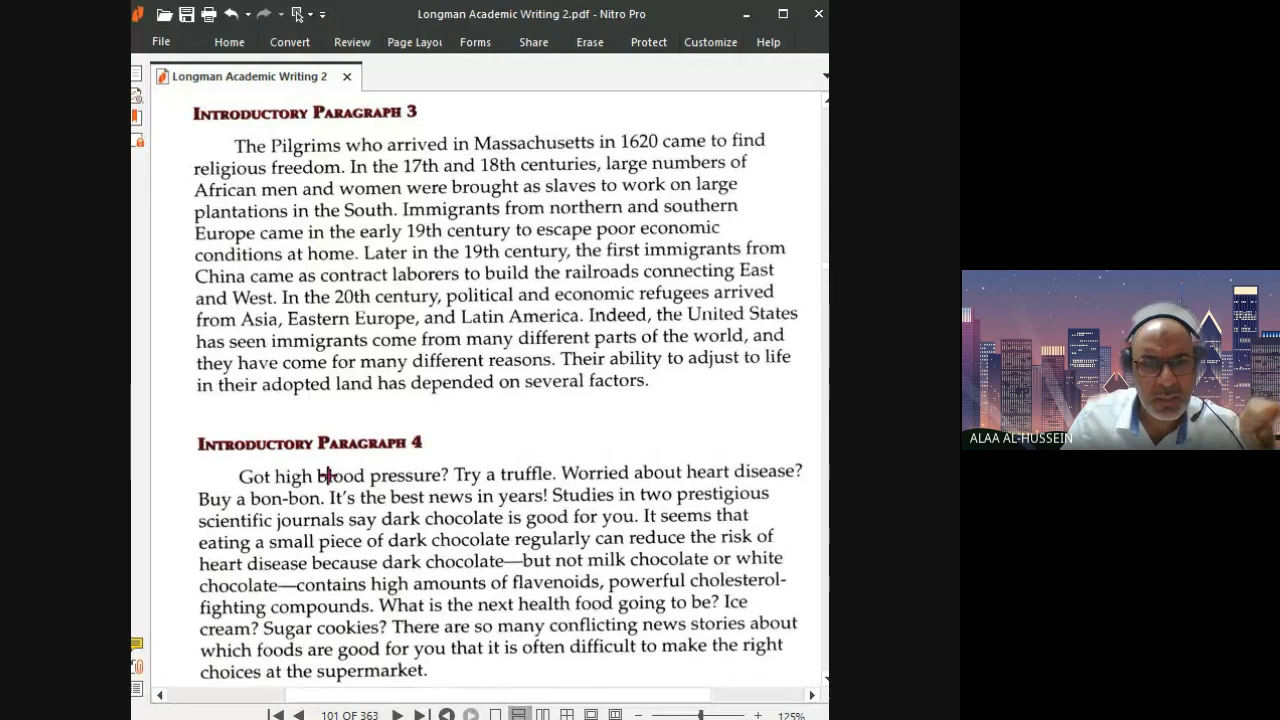 Longman Academic Writing 2.pdf - Nitro Pro
File Home Convert Review Page Layou Forms Share Erase Protect Customize Help
Longman Academic Writing 2
INTRODUCTORY PARAGRAPH 3
The Pilgrims who arrived in Massachusetts in 1620 came to find
religious freedom. In the 17th and 18th centuries, large numbers of
African men and women were brought as slaves to work on large
plantations in the South. Immigrants from northern and southern
Europe came in the early 19th century to escape poor economic
conditions at home. Later in the 19th century, the first immigrants from
China came as contract laborers to build the railroads connecting East
and West. In the 20th century, political and economic refugees arrived
from Asia, Eastern Europe, and Latin America. Indeed, the United States
has seen immigrants come from many different parts of the world, and
they have come for many different reasons. Their ability to adjust to life
in their adopted land has depended on several factors.
INTRODUCTORY PARAGRAPH 4
Got high blood pressure? Try a truffle. Worried about heart disease?
Buy a bon-bon. It's the best news in years! Studies in two prestigious
scientific journals say dark chocolate is good for you. It seems that
eating a small piece of dark chocolate regularly can reduce the risk of
heart disease because dark chocolate—but not milk chocolate or white
chocolate—contains high amounts of flavenoids, powerful cholesterol-
fighting compounds. What is the next health food going to be? Ice
cream? Sugar cookies? There are so many conflicting news stories about
which foods are good for you that it is often difficult to make the right
choices at the supermarket.
101 OF 363
125%
ALAA AL-HUSSEIN